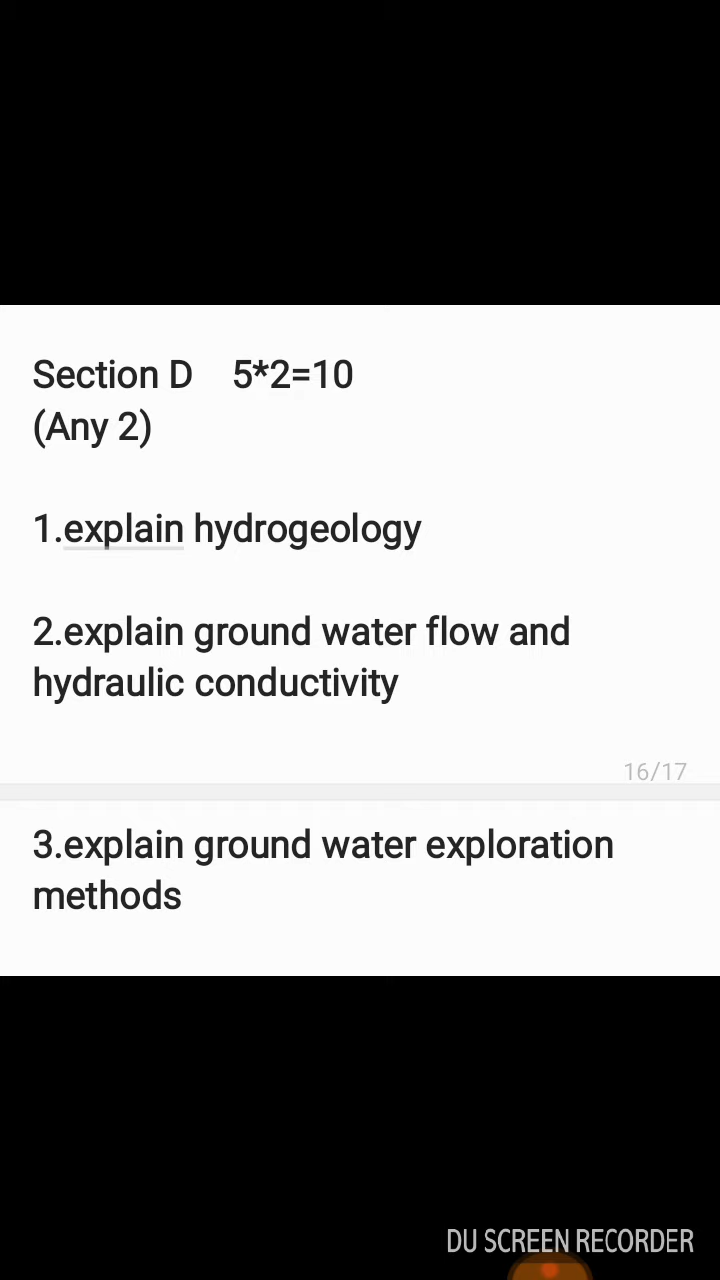 Section D 5*2=10
(Any 2)
1.explain hydrogeology
2.explain ground water flow and
hydraulic conductivity
16/17
3.explain ground water exploration
methods
DU SCREEN RECORDER